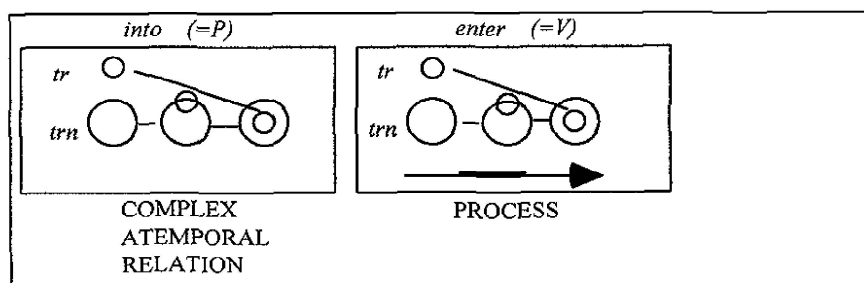 into (=P) enter (=V)
tr tr
trn trn
COMPLEX PROCESS
ATEMPORAL
RELATION